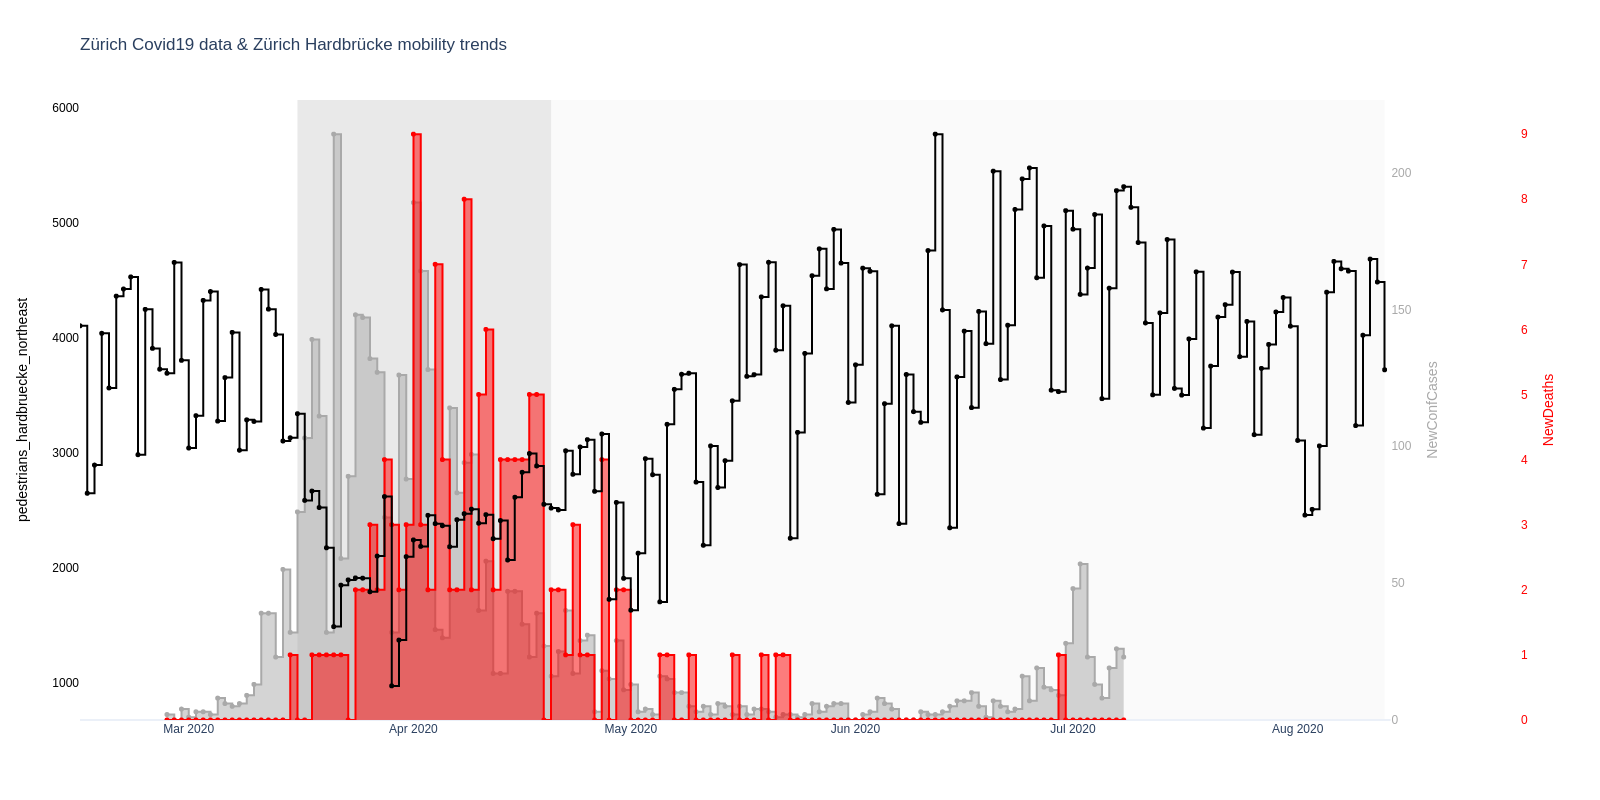 Zürich Covid19 data & Zürich Hardbrücke mobility trends
6000
5000
4000
3000
2000
1000
pedestrians_hardbruecke_northeast
200
150
100
50
0
NewConfCases
9
8
7
6
5
4
3
2
1
0
NewDeaths
Mar 2020
Apr 2020
May 2020
Jun 2020
Jul 2020
Aug 2020